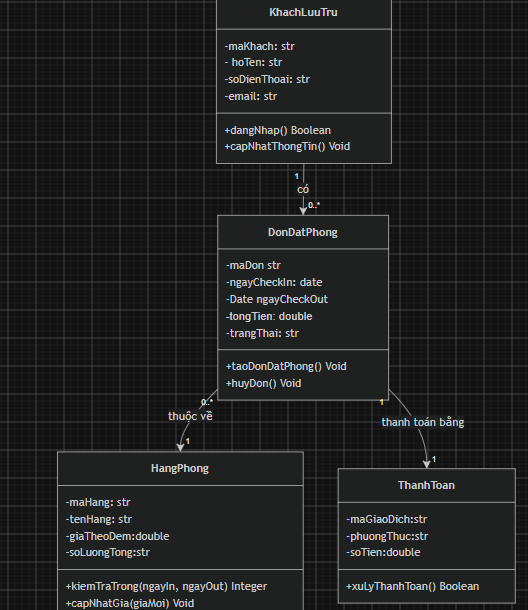 KhachLuuTru
-maKhach: str
- hoTen: str
-soDienThoai: str
-email: str
+dangNhap() Boolean
+capNhatThongTin() Void
1
có
0..*
DonDatPhong
-maDon str
-ngayCheckIn: date
-Date ngayCheckOut
-tongTien: double
-trangThai: str
+taoDonDatPhong() Void
+huyDon() Void
0..*
1
thuộc về
thanh toán bằng
1
1
HangPhong
-maHang: str
-tenHang: str
-giaTheoDem:double
-soLuongTong:str
+kiemTraTrong(ngayIn, ngayOut) Integer
+capNhatGia(giaMoi) Void
ThanhToan
-maGiaoDich:str
-phuongThuc:str
-soTien:double
+xuLyThanhToan() Boolean